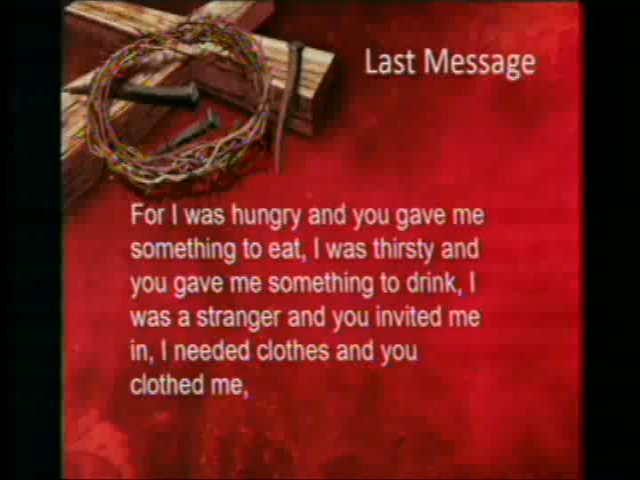 Last Message
For I was hungry and you gave me
something to eat, I was thirsty and
you gave me something to drink, I
was a stranger and you invited me
in, I needed clothes and you
clothed me,